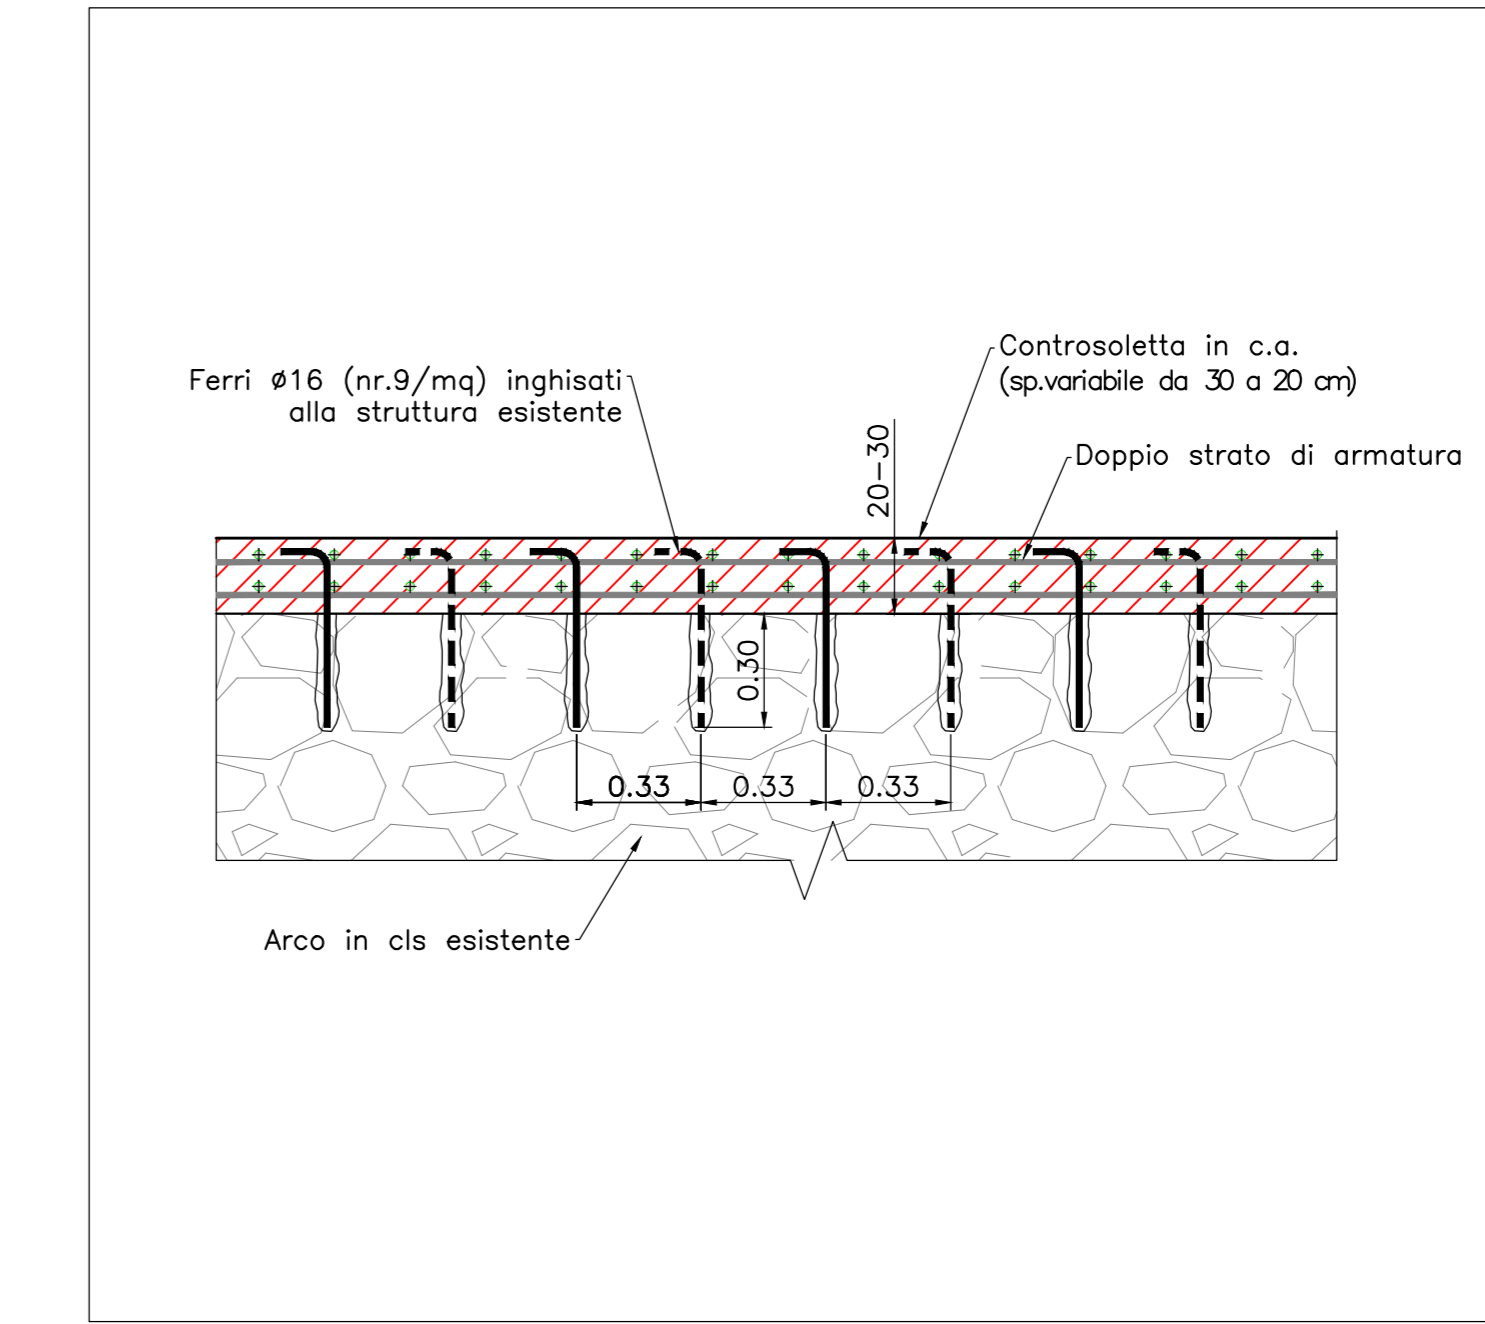 Controsoletta in c.a.
(sp.variabile da 30 a 20 cm)
Ferri ø16 (nr.9/mq) inghisati
alla struttura esistente
20-30
Doppio strato di armatura
0.30
0.33
0.33
0.33
Arco in cls esistente